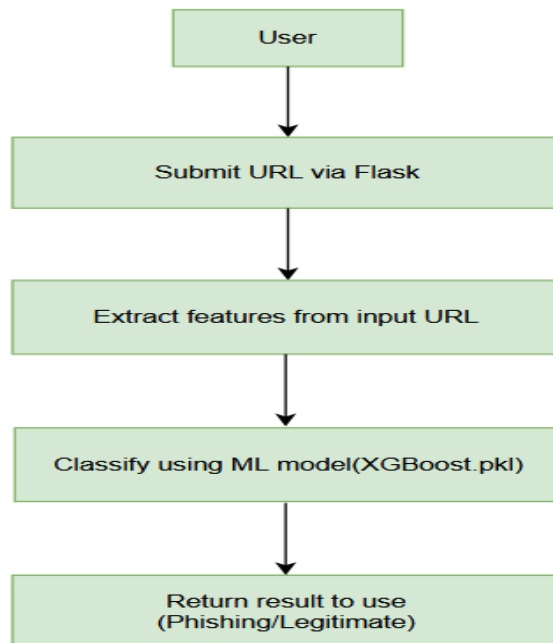 User
Submit URL via Flask
Extract features from input URL
Classify using ML model(XGBoost.pkl)
Return result to use
(Phishing/Legitimate)